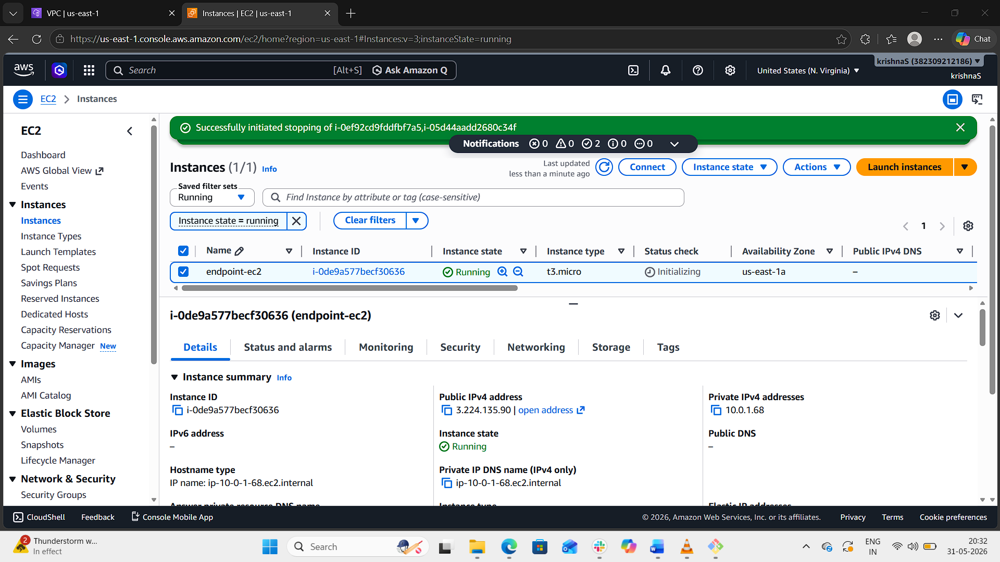 VPC | us-east-1
Instances | EC2 | us-east-1
https://us-east-1.console.aws.amazon.com/ec2/home?region=us-east-1#Instances:v=3;instanceState=running
Chat
aws
Search
[Alt+S]
Ask Amazon Q
United States (N. Virginia)
krishnaS (382309212186)
krishnaS
EC2
Instances
EC2
Dashboard
AWS Global View
Events
Instances
Instances
Instance Types
Launch Templates
Spot Requests
Savings Plans
Reserved Instances
Dedicated Hosts
Capacity Reservations
Capacity Manager New
Images
AMIs
AMI Catalog
Elastic Block Store
Volumes
Snapshots
Lifecycle Manager
Network & Security
Security Groups
Successfully initiated stopping of i-0ef92cd9fddfbf7a5,i-05d44aadd2680c34f
Notifications 0 0 2 0 0
Instances (1/1) Info
Last updated
less than a minute ago
Connect
Instance state
Actions
Launch instances
Saved filter sets
Running
Find Instance by attribute or tag (case-sensitive)
Instance state = running
Clear filters
1
Name Instance ID Instance state Instance type Status check Availability Zone Public IPv4 DNS
endpoint-ec2 i-0de9a577becf30636 Running t3.micro Initializing us-east-1a –
i-0de9a577becf30636 (endpoint-ec2)
Details Status and alarms Monitoring Security Networking Storage Tags
Instance summary Info
Instance ID
i-0de9a577becf30636
Public IPv4 address
3.224.135.90 | open address
Private IPv4 addresses
10.0.1.68
IPv6 address
–
Instance state
Running
Public DNS
–
Hostname type
IP name: ip-10-0-1-68.ec2.internal
Private IP DNS name (IPv4 only)
ip-10-0-1-68.ec2.internal
Answer private resource DNS name
Instance type
Elastic IP addresses
CloudShell
Feedback
Console Mobile App
© 2026, Amazon Web Services, Inc. or its affiliates.
Privacy
Terms
Cookie preferences
2
Thunderstorm w...
In effect
Search
ENG
IN
20:32
31-05-2026